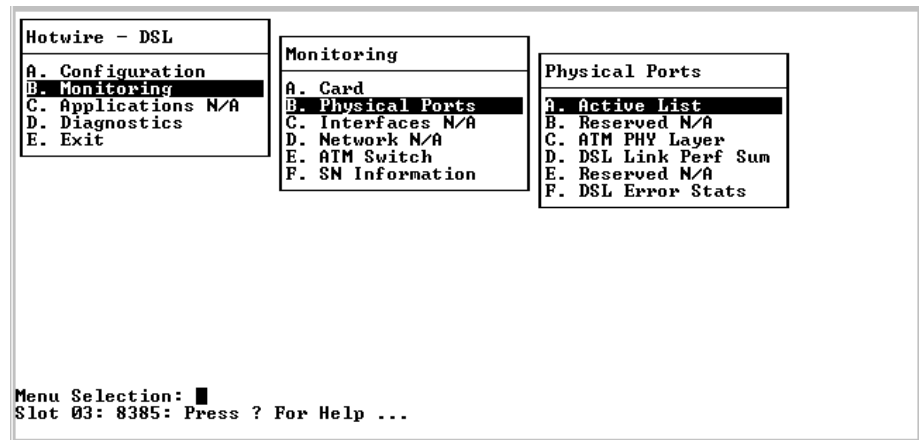 Hotwire - DSL
A. Configuration
B. Monitoring
C. Applications N/A
D. Diagnostics
E. Exit
Monitoring
A. Card
B. Physical Ports
C. Interfaces N/A
D. Network N/A
E. ATM Switch
F. SN Information
Physical Ports
A. Active List
B. Reserved N/A
C. ATM PHY Layer
D. DSL Link Perf Sum
E. Reserved N/A
F. DSL Error Stats
Menu Selection:
Slot 03: 8385: Press ? For Help ...